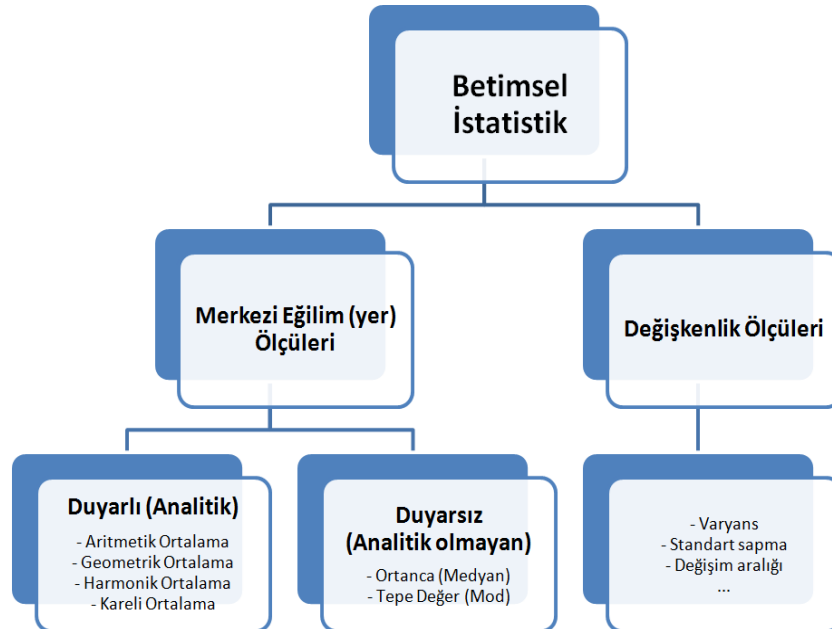 Betimsel
İstatistik
Merkezi Eğilim (yer)
Ölçüleri
Değişkenlik Ölçüleri
Duyarlı (Analitik)
- Aritmetik Ortalama
- Geometrik Ortalama
- Harmonik Ortalama
- Kareli Ortalama
Duyarsız
(Analitik olmayan)
- Ortanca (Medyan)
- Tepe Değer (Mod)
- Varyans
- Standart sapma
- Değişim aralığı
...